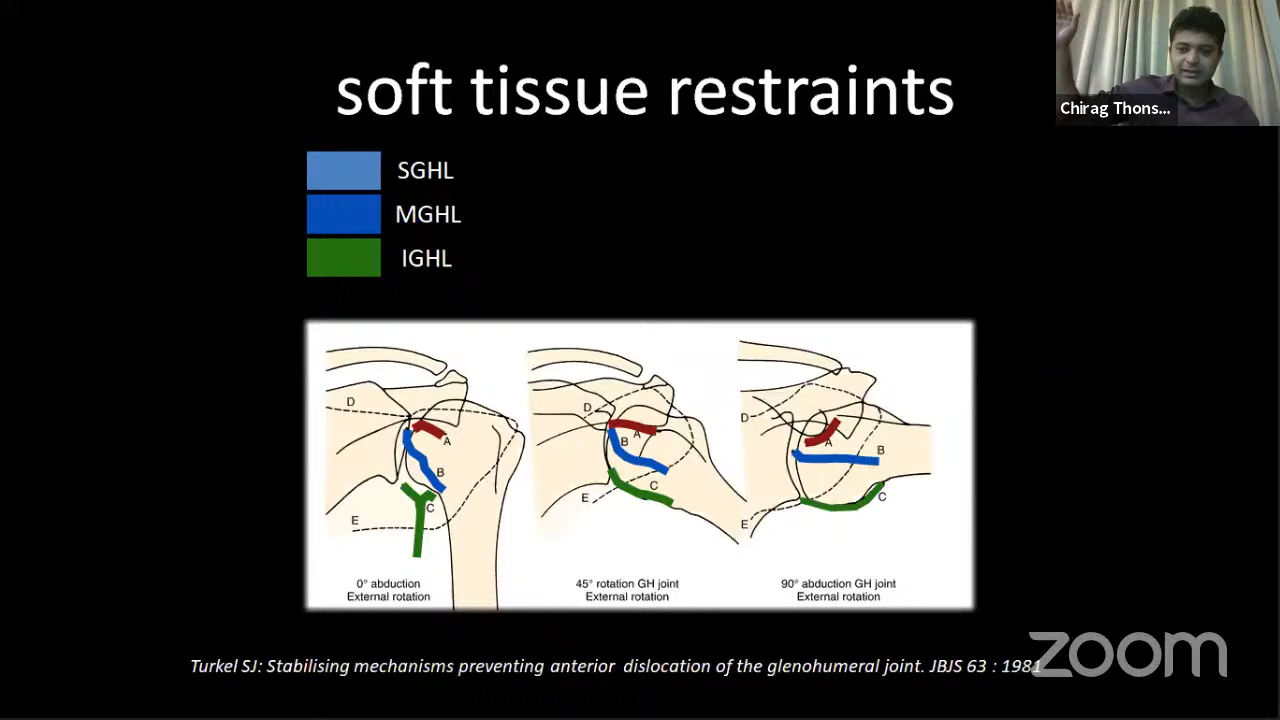 soft tissue restraints
Chirag Thons...
SGHL
MGHL
IGHL
D
A
B
C
E
0° abduction
External rotation
D
B
A
C
E
45° rotation GH joint
External rotation
D
A
B
C
E
90° abduction GH joint
External rotation
Turkel SJ: Stabilising mechanisms preventing anterior dislocation of the glenohumeral joint. JBJS 63 : 1981
zoom